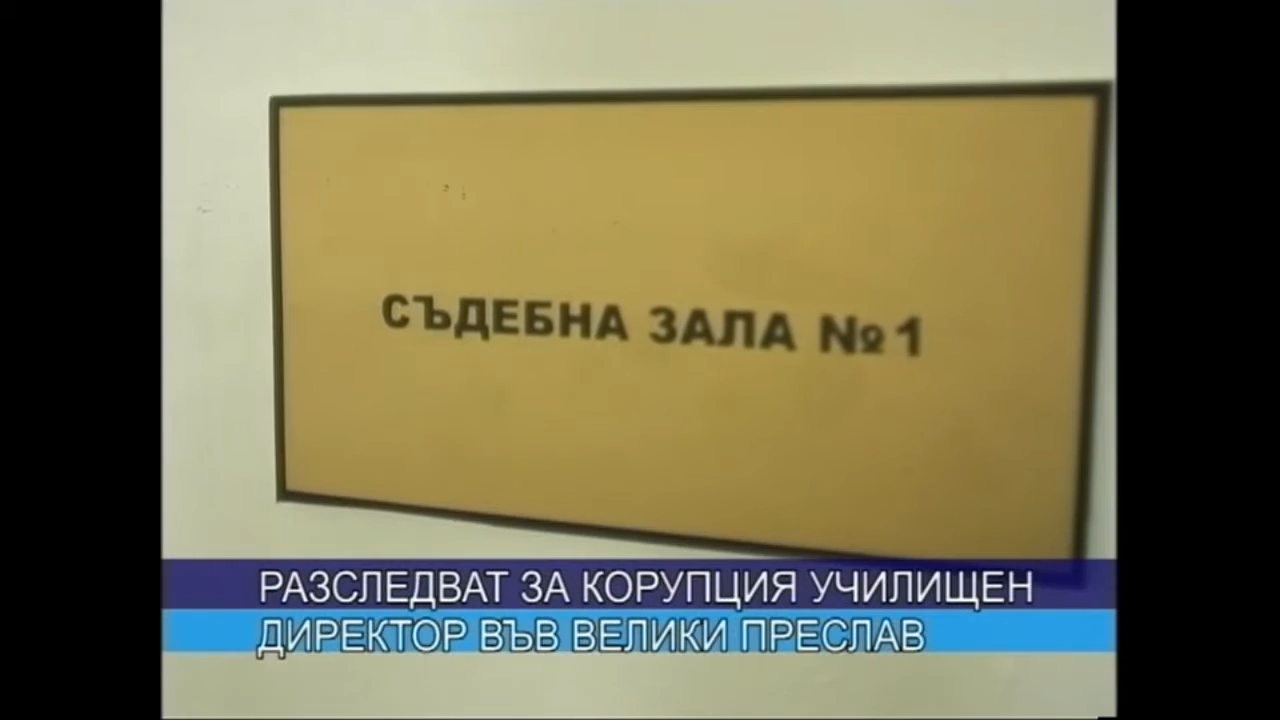 СЪДЕБНА ЗАЛА №1
РАЗСЛЕДВАТ ЗА КОРУПЦИЯ УЧИЛИЩЕН
ДИРЕКТОР ВЪВ ВЕЛИКИ ПРЕСЛАВ